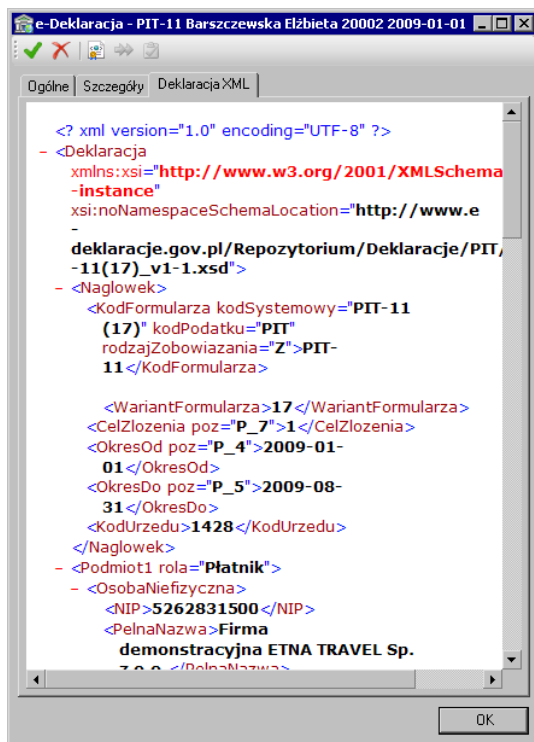 e-Deklaracja - PIT-11 Barszczewska Elżbieta 20002 2009-01-01
Ogólne Szczegóły Deklaracja XML
<? xml version="1.0" encoding="UTF-8" ?>
– <Deklaracja
xmlns:xsi="http://www.w3.org/2001/XMLSchema
-instance"
xsi:noNamespaceSchemaLocation="http://www.e
-
deklaracje.gov.pl/Repozytorium/Deklaracje/PIT/
-11(17)_v1-1.xsd">
– <Naglowek>
<KodFormularza kodSystemowy="PIT-11
(17)" kodPodatku="PIT"
rodzajZobowiazania="Z">PIT-
11</KodFormularza>
<WariantFormularza>17</WariantFormularza>
<CelZlozenia poz="P_7">1</CelZlozenia>
<OkresOd poz="P_4">2009-01-
01</OkresOd>
<OkresDo poz="P_5">2009-08-
31</OkresDo>
<KodUrzedu>1428</KodUrzedu>
</Naglowek>
– <Podmiot1 rola="Płatnik">
– <OsobaNiefizyczna>
<NIP>5262831500</NIP>
<PelnaNazwa>Firma
demonstracyjna ETNA TRAVEL Sp.
z o.o.</PelnaNazwa>
OK